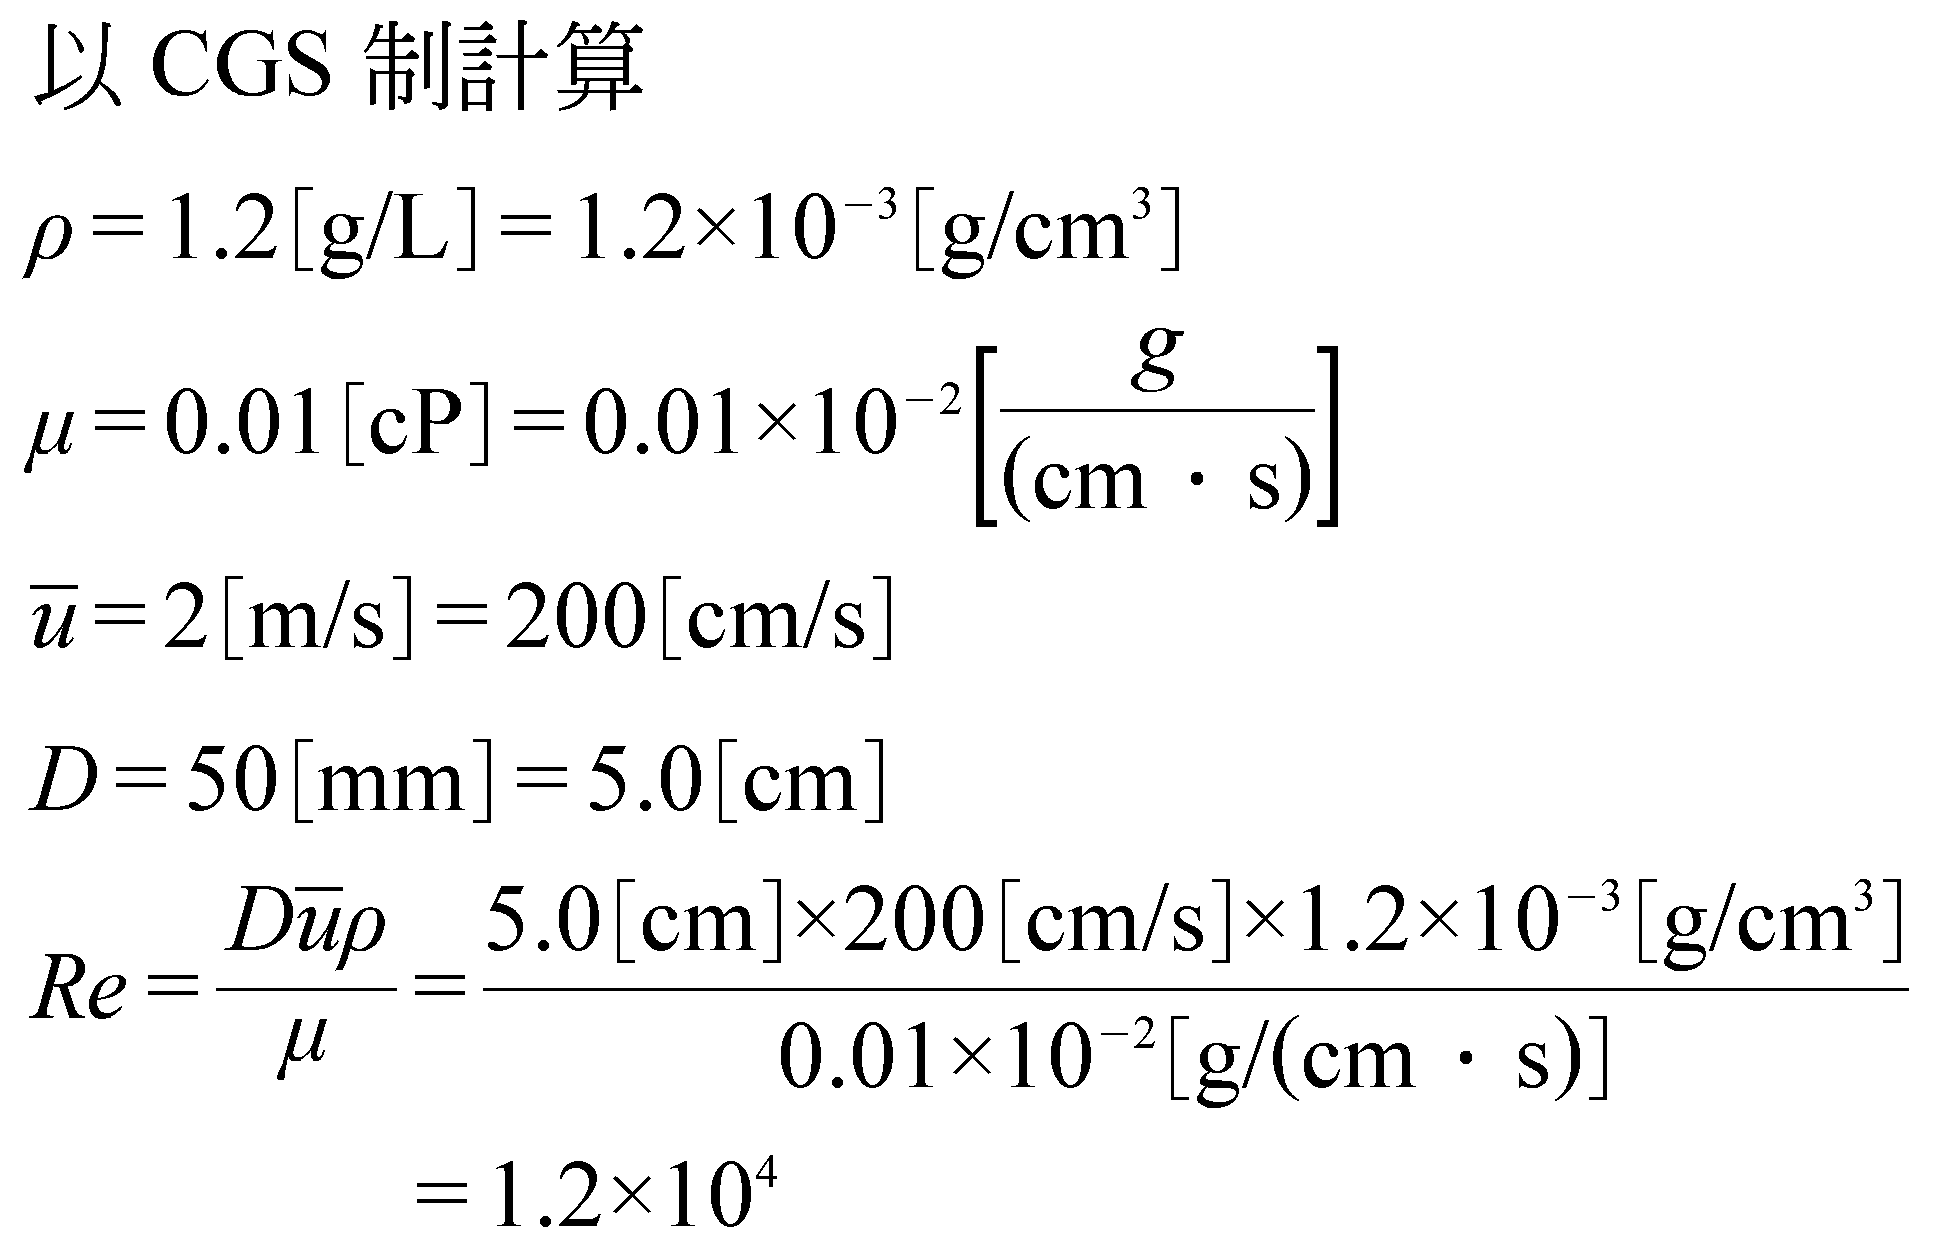 以 CGS 制計算
ρ = 1.2[g/L] = 1.2×10⁻³[g/cm³]
μ = 0.01[cP] = 0.01×10⁻²[g/(cm · s)]
u̅ = 2[m/s] = 200[cm/s]
D = 50[mm] = 5.0[cm]
Re = Du̅ρ/μ = 5.0[cm]×200[cm/s]×1.2×10⁻³[g/cm³]/0.01×10⁻²[g/(cm · s)]
= 1.2×10⁴